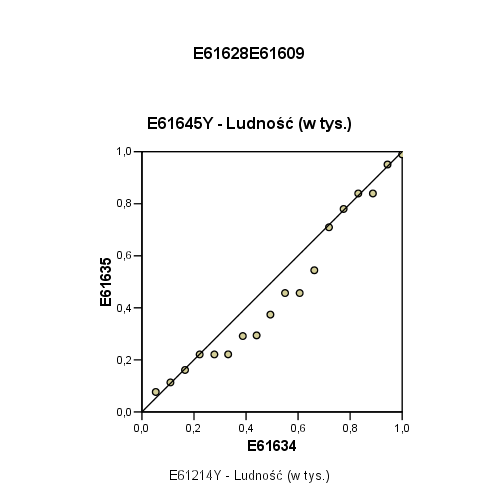 E61628E61609
E61645Y - Ludność (w tys.)
1,0
0,8
0,6
0,4
0,2
0,0
E61635
0,0 0,2 0,4 0,6 0,8 1,0
E61634
E61214Y - Ludność (w tys.)